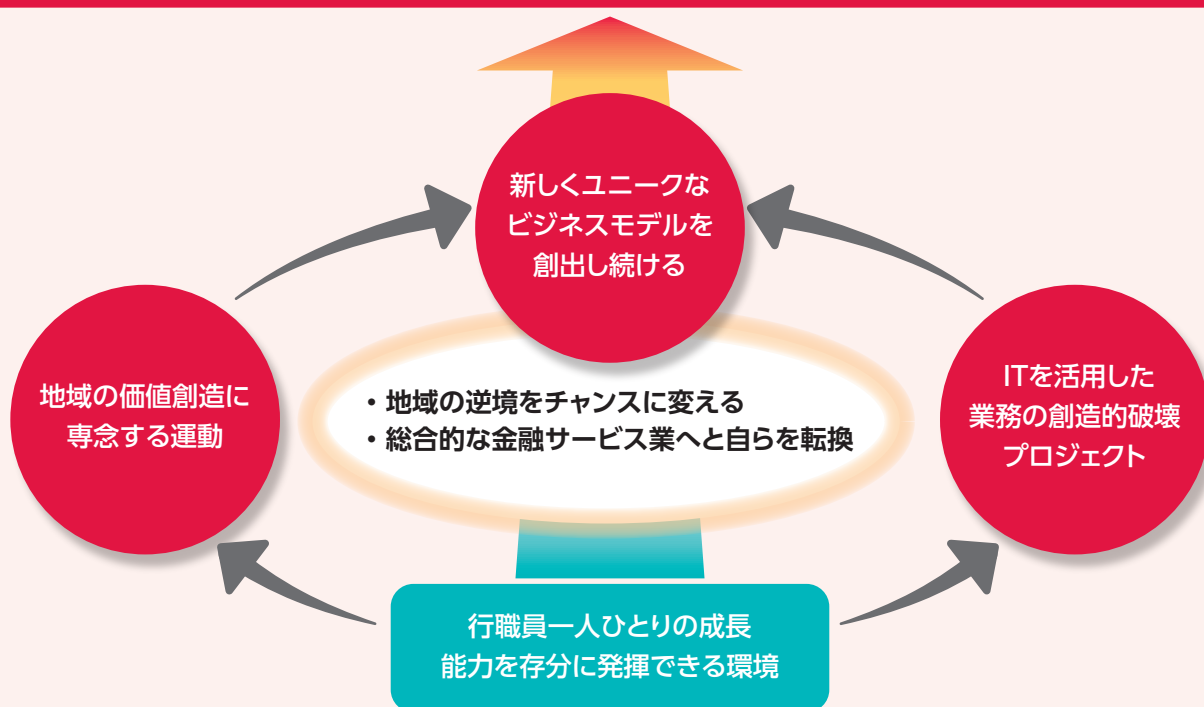 新しくユニークな
ビジネスモデルを
創出し続ける
地域の価値創造に
専念する運動
・地域の逆境をチャンスに変える
・総合的な金融サービス業へと自らを転換
ITを活用した
業務の創造的破壊
プロジェクト
行職員一人ひとりの成長
能力を存分に発揮できる環境